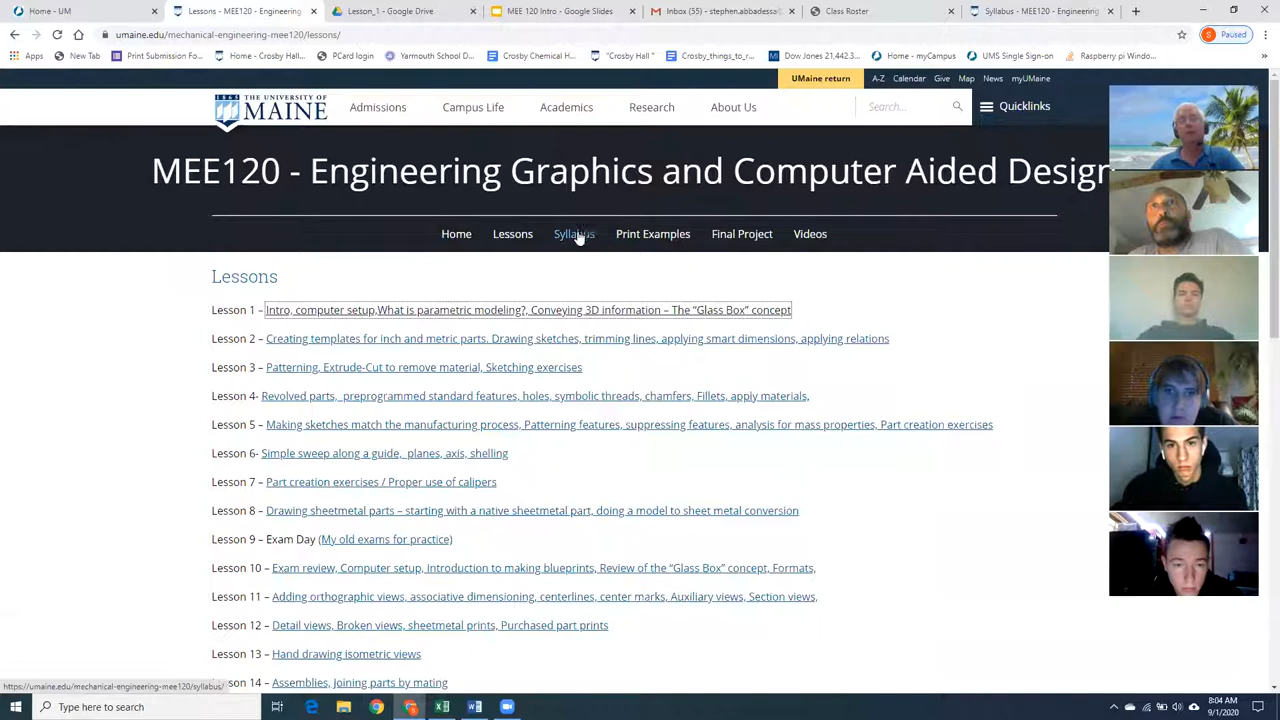 Home - UM
Lessons - MEE120 - Engineering
Lesson_1 - Google Drive
MEE 120 Intro - Google Slides
Inbox (55) - stephen.abbadessa
Class Roster
Syllabus - MEE120 - Engineering
umaine.edu/mechanical-engineering-mee120/lessons/
S Paused
Apps
New Tab
Print Submission Fo...
Home - Crosby Hall...
PCard login
Yarmouth School D...
Crosby Chemical H...
"Crosby Hall"
Crosby_things_to_r...
Dow Jones 21,442.3...
Home - myCampus
UMS Single Sign-on
Raspberry pi Windo...
UMaine return A-Z Calendar Give Map News myUMaine
1865 THE UNIVERSITY OF MAINE
Admissions Campus Life Academics Research About Us Search... Quicklinks
MEE120 - Engineering Graphics and Computer Aided Design
Home Lessons Syllabus Print Examples Final Project Videos
Lessons
Lesson 1 – Intro, computer setup,What is parametric modeling?, Conveying 3D information – The "Glass Box" concept
Lesson 2 – Creating templates for inch and metric parts. Drawing sketches, trimming lines, applying smart dimensions, applying relations
Lesson 3 – Patterning, Extrude-Cut to remove material, Sketching exercises
Lesson 4- Revolved parts, preprogrammed standard features, holes, symbolic threads, chamfers, Fillets, apply materials,
Lesson 5 – Making sketches match the manufacturing process, Patterning features, suppressing features, analysis for mass properties, Part creation exercises
Lesson 6- Simple sweep along a guide, planes, axis, shelling
Lesson 7 – Part creation exercises / Proper use of calipers
Lesson 8 – Drawing sheetmetal parts – starting with a native sheetmetal part, doing a model to sheet metal conversion
Lesson 9 – Exam Day (My old exams for practice)
Lesson 10 – Exam review, Computer setup, Introduction to making blueprints, Review of the "Glass Box" concept, Formats,
Lesson 11 – Adding orthographic views, associative dimensioning, centerlines, center marks, Auxiliary views, Section views,
Lesson 12 – Detail views, Broken views, sheetmetal prints, Purchased part prints
Lesson 13 – Hand drawing isometric views
Lesson 14 – Assemblies, Joining parts by mating
https://umaine.edu/mechanical-engineering-mee120/syllabus/
Type here to search
8:04 AM
9/1/2020